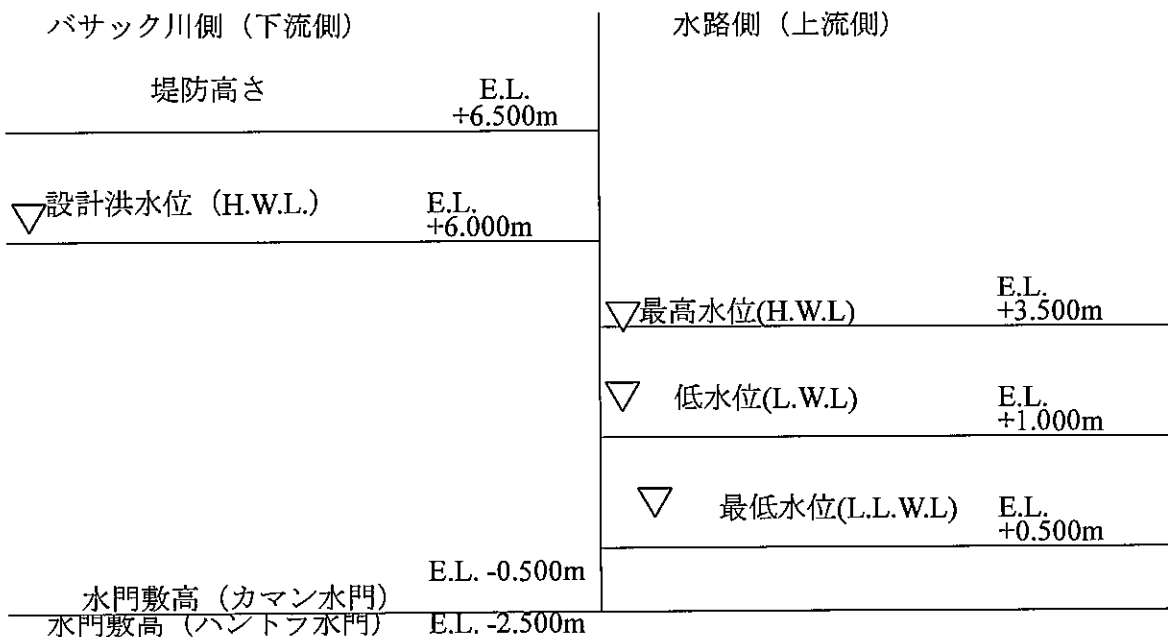 バサック川側（下流側）
水路側（上流側）
堤防高さ
E.L.
+6.500m
設計洪水位（H.W.L.）
E.L.
+6.000m
最高水位(H.W.L)
E.L.
+3.500m
低水位(L.W.L)
E.L.
+1.000m
最低水位(L.L.W.L)
E.L.
+0.500m
水門敷高（カマン水門）
E.L. -0.500m
水門敷高（ハントラ水門）
E.L. -2.500m